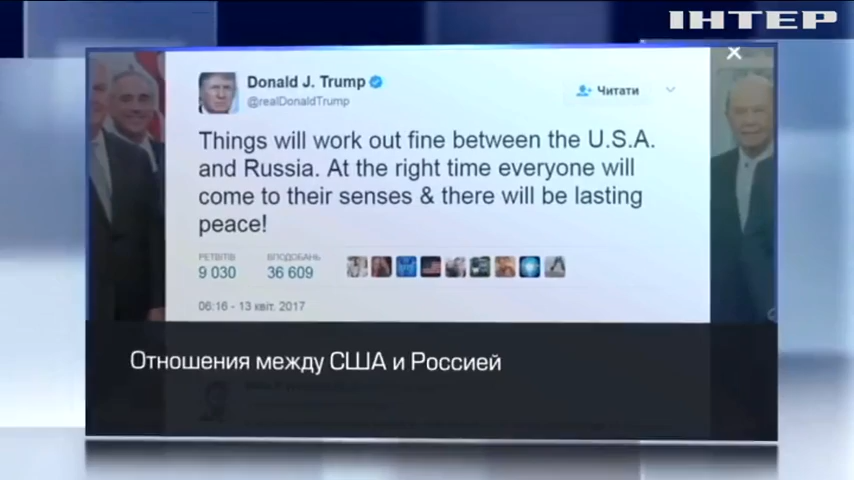 ІНТЕР
Donald J. Trump
@realDonaldTrump
Читати
Things will work out fine between the U.S.A.
and Russia. At the right time everyone will
come to their senses & there will be lasting
peace!
РЕТВІТІВ ВПОДОБАНЬ
9 030 36 609
06:16 - 13 квіт. 2017
Отношения между США и Россией